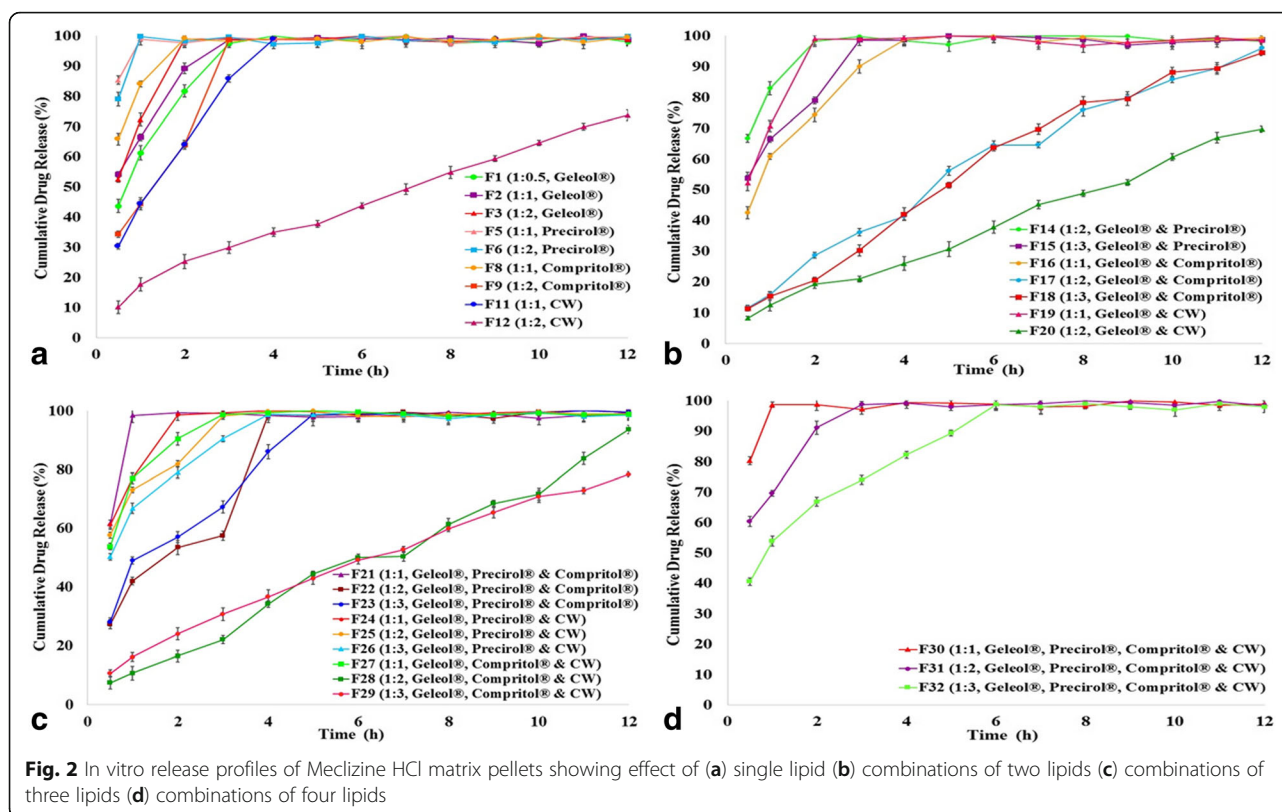 Cumulative Drug Release (%)
100
90
80
70
60
50
40
30
20
10
0
F1 (1:0.5, Geleol®)
F2 (1:1, Geleol®)
F3 (1:2, Geleol®)
F5 (1:1, Precirol®)
F6 (1:2, Precirol®)
F8 (1:1, Compritol®)
F9 (1:2, Compritol®)
F11 (1:1, CW)
F12 (1:2, CW)
0 2 4 6 8 10 12
a
Time (h)
Cumulative Drug Release (%)
100
90
80
70
60
50
40
30
20
10
0
F14 (1:2, Geleol® & Precirol®)
F15 (1:3, Geleol® & Precirol®)
F16 (1:1, Geleol® & Compritol®)
F17 (1:2, Geleol® & Compritol®)
F18 (1:3, Geleol® & Compritol®)
F19 (1:1, Geleol® & CW)
F20 (1:2, Geleol® & CW)
0 2 4 6 8 10 12
b
Time (h)
Cumulative Drug Release (%)
100
80
60
40
20
0
F21 (1:1, Geleol®, Precirol® & Compritol®)
F22 (1:2, Geleol®, Precirol® & Compritol®)
F23 (1:3, Geleol®, Precirol® & Compritol®)
F24 (1:1, Geleol®, Precirol® & CW)
F25 (1:2, Geleol®, Precirol® & CW)
F26 (1:3, Geleol®, Precirol® & CW)
F27 (1:1, Geleol®, Compritol® & CW)
F28 (1:2, Geleol®, Compritol® & CW)
F29 (1:3, Geleol®, Compritol® & CW)
0 2 4 6 8 10 12
c
Time (h)
Cumulative Drug Release (%)
100
90
80
70
60
50
40
30
20
10
0
F30 (1:1, Geleol®, Precirol®, Compritol® & CW)
F31 (1:2, Geleol®, Precirol®, Compritol® & CW)
F32 (1:3, Geleol®, Precirol®, Compritol® & CW)
0 2 4 6 8 10 12
d
Time (h)
Fig. 2 In vitro release profiles of Meclizine HCl matrix pellets showing effect of (a) single lipid (b) combinations of two lipids (c) combinations of
three lipids (d) combinations of four lipids